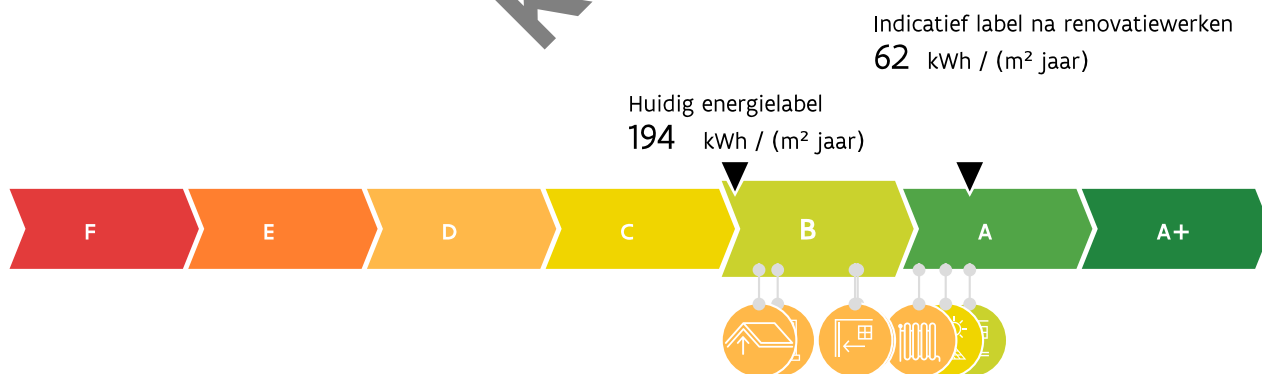 Indicatief label na renovatiewerken
62 kWh / (m² jaar)
Huidig energielabel
194 kWh / (m² jaar)
F E D C B A A+